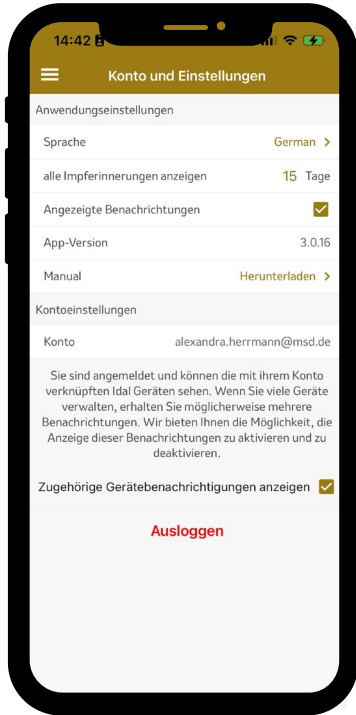 14:42
Konto und Einstellungen
Anwendungseinstellungen
Sprache German >
alle Impferinnerungen anzeigen 15 Tage
Angezeigte Benachrichtungen
App-Version 3.0.16
Manual Herunterladen >
Kontoeinstellungen
Konto alexandra.herrmann@msd.de
Sie sind angemeldet und können die mit ihrem Konto
verknüpften Idal Geräten sehen. Wenn Sie viele Geräte
verwalten, erhalten Sie möglicherweise mehrere
Benachrichtungen. Wir bieten Ihnen die Möglichkeit, die
Anzeige dieser Benachrichtungen zu aktivieren und zu
deaktivieren.
Zugehörige Gerätebenachrichtigungen anzeigen
Ausloggen